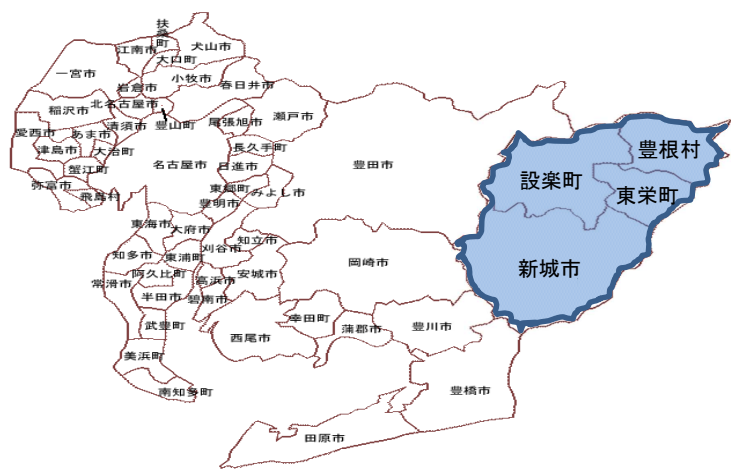 扶桑町
江南市
犬山市
大口町
一宮市
小牧市
春日井市
岩倉市
稲沢市
北名古屋市
瀬戸市
清須市
豊山町
尾張旭市
愛西市
あま市
津島市
大治町
長久手町
名古屋市
日進市
豊田市
蟹江町
弥富市
飛島村
東郷町
みよし市
豊明市
東海市
大府市
知立市
刈谷市
知多市
東浦町
岡崎市
阿久比町
高浜市
安城市
常滑市
半田市
碧南市
武豊町
幸田町
西尾市
蒲郡市
豊川市
美浜町
南知多町
豊橋市
田原市
豊根村
設楽町
東栄町
新城市